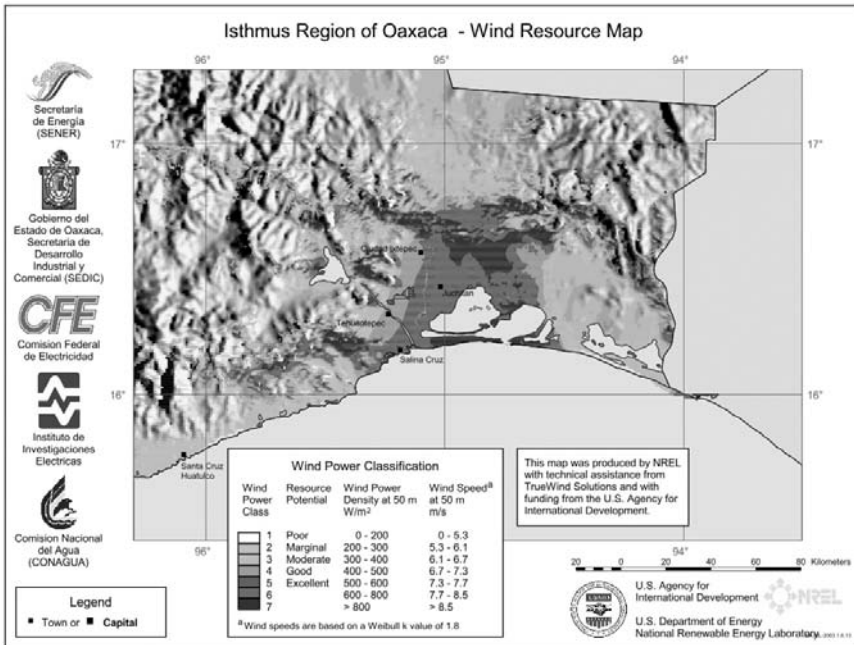 Isthmus Region of Oaxaca - Wind Resource Map
96°
95°
94°
17°
17°
16°
16°
96°
94°
Secretaría
de Energía
(SENER)
Gobierno del
Estado de Oaxaca,
Secretaria de
Desarrollo
Industrial y
Comercial (SEDIC)
CFE
Comision Federal
de Electricidad
Instituto de
Investigaciones
Electricas
Comision Nacional
del Agua
(CONAGUA)
Legend
Town or Capital
Ciudad Ixtepec
Juchitan
Tehuantepec
Salina Cruz
Santa Cruz
Huatulco
Wind Power Classification
Wind Power Class Resource Potential Wind Power Density at 50 m W/m² Wind Speedª at 50 m m/s
1 Poor 0 - 200 0 - 5.3
2 Marginal 200 - 300 5.3 - 6.1
3 Moderate 300 - 400 6.1 - 6.7
4 Good 400 - 500 6.7 - 7.3
5 Excellent 500 - 600 7.3 - 7.7
6 600 - 800 7.7 - 8.5
7 > 800 > 8.5
ª Wind speeds are based on a Weibull k value of 1.8
This map was produced by NREL
with technical assistance from
TrueWind Solutions and with
funding from the U.S. Agency for
International Development.
20 0 20 40 60 80 Kilometers
U.S. Agency for
International Development
NREL
U.S. Department of Energy
National Renewable Energy Laboratory